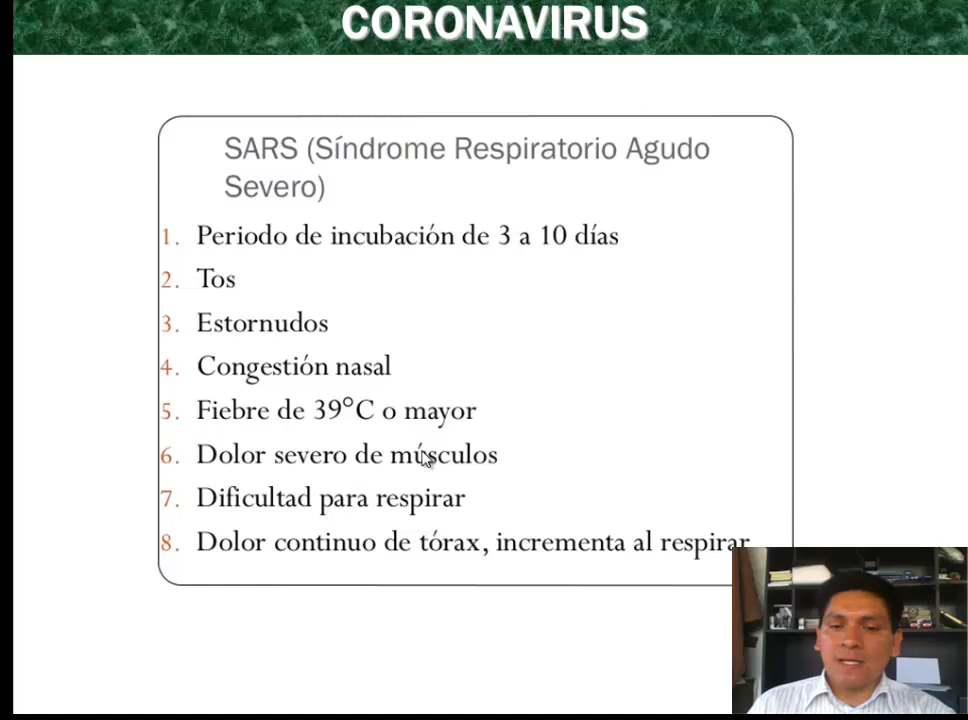 CORONAVIRUS
SARS (Síndrome Respiratorio Agudo
Severo)
1. Periodo de incubación de 3 a 10 días
2. Tos
3. Estornudos
4. Congestión nasal
5. Fiebre de 39°C o mayor
6. Dolor severo de músculos
7. Dificultad para respirar
8. Dolor continuo de tórax, incrementa al respirar